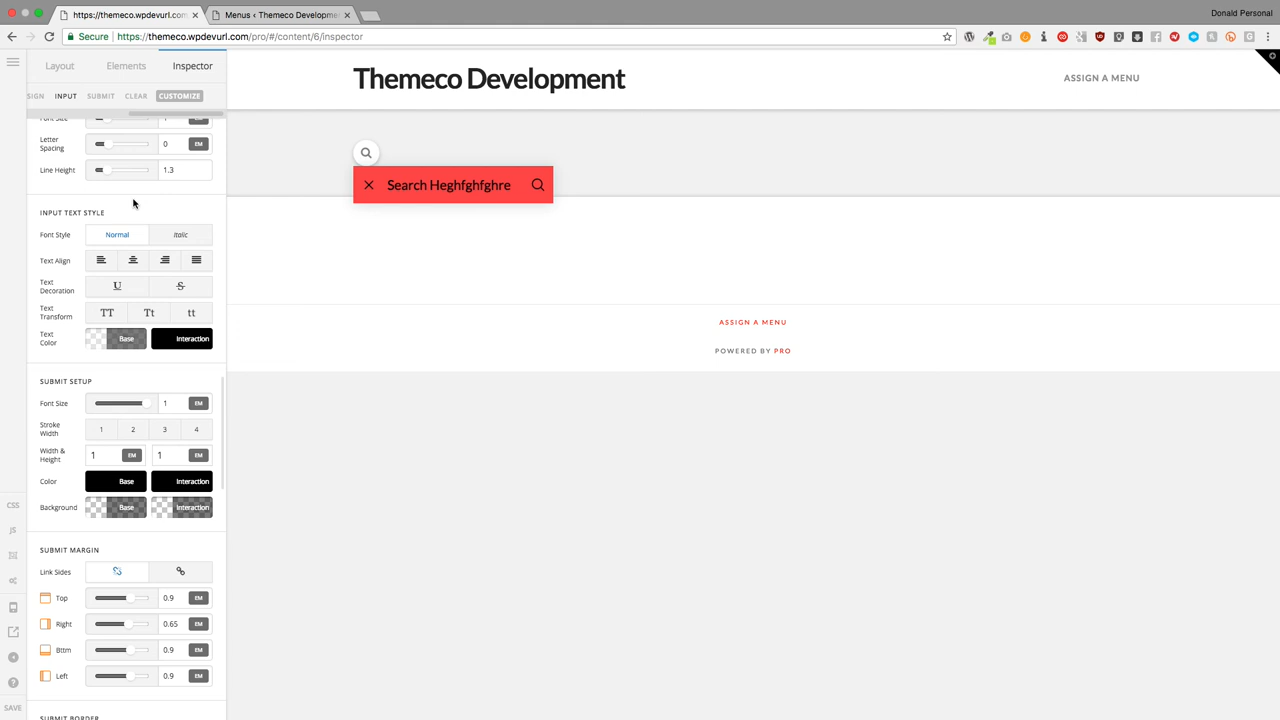 https://themeco.wpdevurl.com × Menus ‹ Themeco Developmen ×
Donald Personal
Secure https://themeco.wpdevurl.com/pro/#/content/6/inspector
Layout Elements Inspector
SIGN INPUT SUBMIT CLEAR CUSTOMIZE
Themeco Development
ASSIGN A MENU
Font Size 1 EM
Letter
Spacing 0 EM
Line Height 1.3
Search Heghfghfghre
INPUT TEXT STYLE
Font Style Normal Italic
Text Align
Text
Decoration U S
Text
Transform TT Tt tt
Text
Color Base Interaction
ASSIGN A MENU
POWERED BY PRO
SUBMIT SETUP
Font Size 1 EM
Stroke
Width 1 2 3 4
Width &
Height 1 EM 1 EM
Color Base Interaction
Background Base Interaction
SUBMIT MARGIN
Link Sides
Top 0.9 EM
Right 0.65 EM
Bttm 0.9 EM
Left 0.9 EM
SUBMIT BORDER
CSS
JS
SAVE